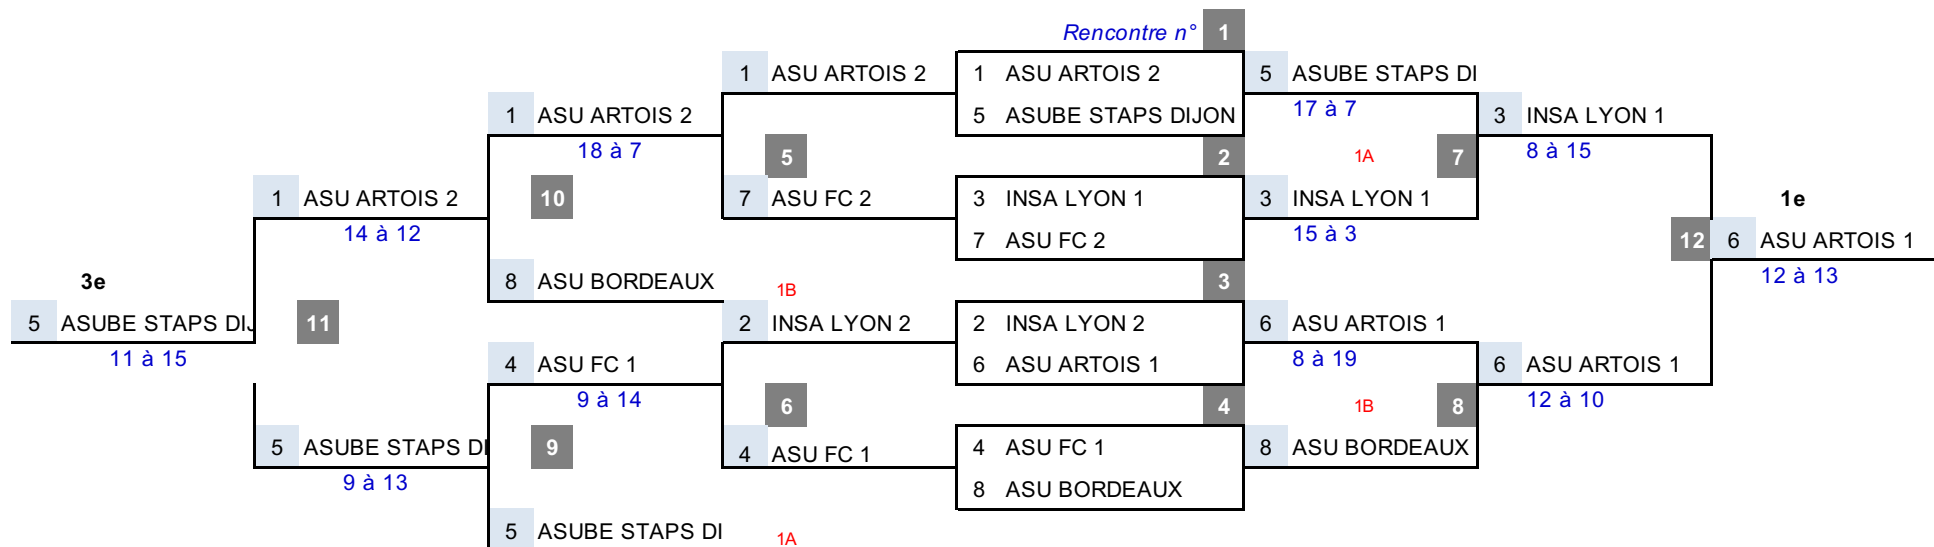 Rencontre n° 1
1 ASU ARTOIS 2 1 ASU ARTOIS 2 5 ASUBE STAPS DI
1 ASU ARTOIS 2 5 ASUBE STAPS DIJON 17 à 7 3 INSA LYON 1
18 à 7 5 2 1A 7 8 à 15
1 ASU ARTOIS 2 10 7 ASU FC 2 3 INSA LYON 1 3 INSA LYON 1 1e
14 à 12 7 ASU FC 2 15 à 3 12 6 ASU ARTOIS 1
3e 8 ASU BORDEAUX 1B 3 12 à 13
5 ASUBE STAPS DIJ 11 2 INSA LYON 2 2 INSA LYON 2 6 ASU ARTOIS 1
11 à 15 4 ASU FC 1 6 ASU ARTOIS 1 8 à 19 6 ASU ARTOIS 1
9 à 14 6 4 1B 8 12 à 10
5 ASUBE STAPS DI 9 4 ASU FC 1 4 ASU FC 1 8 ASU BORDEAUX
9 à 13 8 ASU BORDEAUX
5 ASUBE STAPS DI 1A